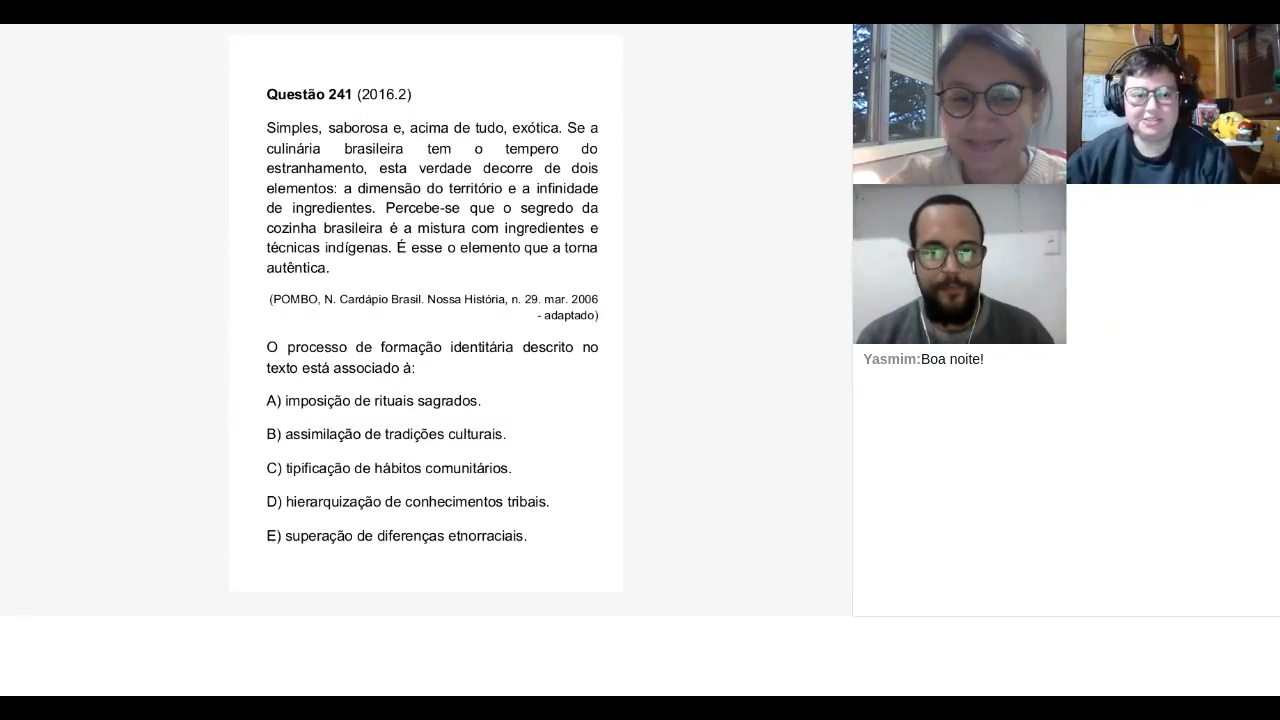 Questão 241 (2016.2)
Simples, saborosa e, acima de tudo, exótica. Se a
culinária brasileira tem o tempero do
estranhamento, esta verdade decorre de dois
elementos: a dimensão do território e a infinidade
de ingredientes. Percebe-se que o segredo da
cozinha brasileira é a mistura com ingredientes e
técnicas indígenas. É esse o elemento que a torna
autêntica.
(POMBO, N. Cardápio Brasil. Nossa História, n. 29. mar. 2006
- adaptado)
O processo de formação identitária descrito no
texto está associado à:
A) imposição de rituais sagrados.
B) assimilação de tradições culturais.
C) tipificação de hábitos comunitários.
D) hierarquização de conhecimentos tribais.
E) superação de diferenças etnorraciais.
Yasmim:Boa noite!